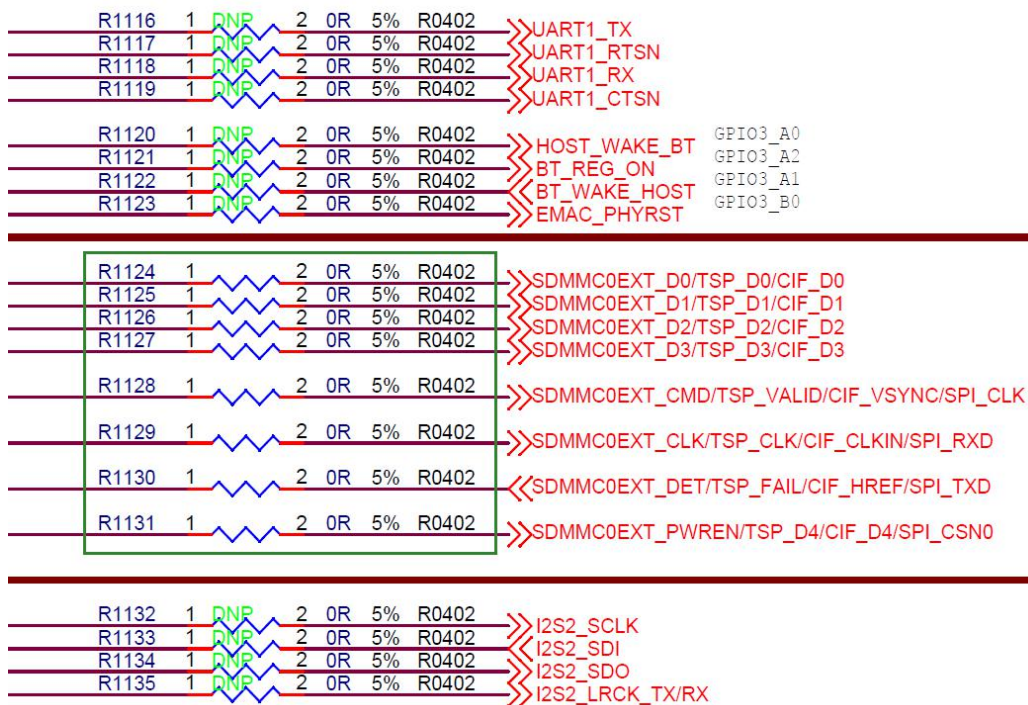 R1116 1 DNP 2 0R 5% R0402 UART1_TX
R1117 1 DNP 2 0R 5% R0402 UART1_RTSN
R1118 1 DNP 2 0R 5% R0402 UART1_RX
R1119 1 DNP 2 0R 5% R0402 UART1_CTSN
R1120 1 DNP 2 0R 5% R0402 HOST_WAKE_BT GPIO3_A0
R1121 1 DNP 2 0R 5% R0402 BT_REG_ON GPIO3_A2
R1122 1 DNP 2 0R 5% R0402 BT_WAKE_HOST GPIO3_A1
R1123 1 DNP 2 0R 5% R0402 EMAC_PHYRST GPIO3_B0
R1124 1 2 0R 5% R0402 SDMMC0EXT_D0/TSP_D0/CIF_D0
R1125 1 2 0R 5% R0402 SDMMC0EXT_D1/TSP_D1/CIF_D1
R1126 1 2 0R 5% R0402 SDMMC0EXT_D2/TSP_D2/CIF_D2
R1127 1 2 0R 5% R0402 SDMMC0EXT_D3/TSP_D3/CIF_D3
R1128 1 2 0R 5% R0402 SDMMC0EXT_CMD/TSP_VALID/CIF_VSYNC/SPI_CLK
R1129 1 2 0R 5% R0402 SDMMC0EXT_CLK/TSP_CLK/CIF_CLKIN/SPI_RXD
R1130 1 2 0R 5% R0402 SDMMC0EXT_DET/TSP_FAIL/CIF_HREF/SPI_TXD
R1131 1 2 0R 5% R0402 SDMMC0EXT_PWREN/TSP_D4/CIF_D4/SPI_CSN0
R1132 1 DNP 2 0R 5% R0402 I2S2_SCLK
R1133 1 DNP 2 0R 5% R0402 I2S2_SDI
R1134 1 DNP 2 0R 5% R0402 I2S2_SDO
R1135 1 DNP 2 0R 5% R0402 I2S2_LRCK_TX/RX